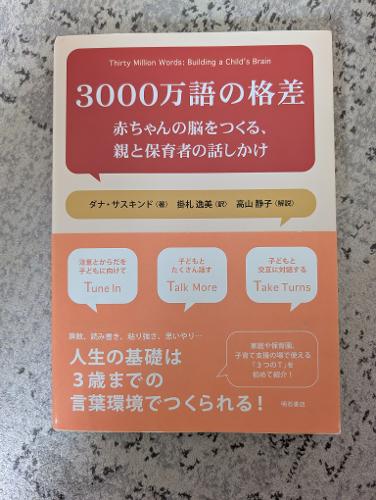 Thirty Million Words: Building a Child's Brain
3000万語の格差
赤ちゃんの脳をつくる、
親と保育者の話しかけ
ダナ・サスキンド〈著〉 掛札 逸美〈訳〉 高山 静子〈解説〉
注意とからだを
子どもに向けて
Tune In
子どもと
たくさん話す
Talk More
子どもと
交互に対話する
Take Turns
算数、読み書き、粘り強さ、思いやり…
人生の基礎は
3歳までの
言葉環境でつくられる!
家庭や保育園、
子育て支援の場で使える
「3つのT」を
初めて紹介!
明石書店